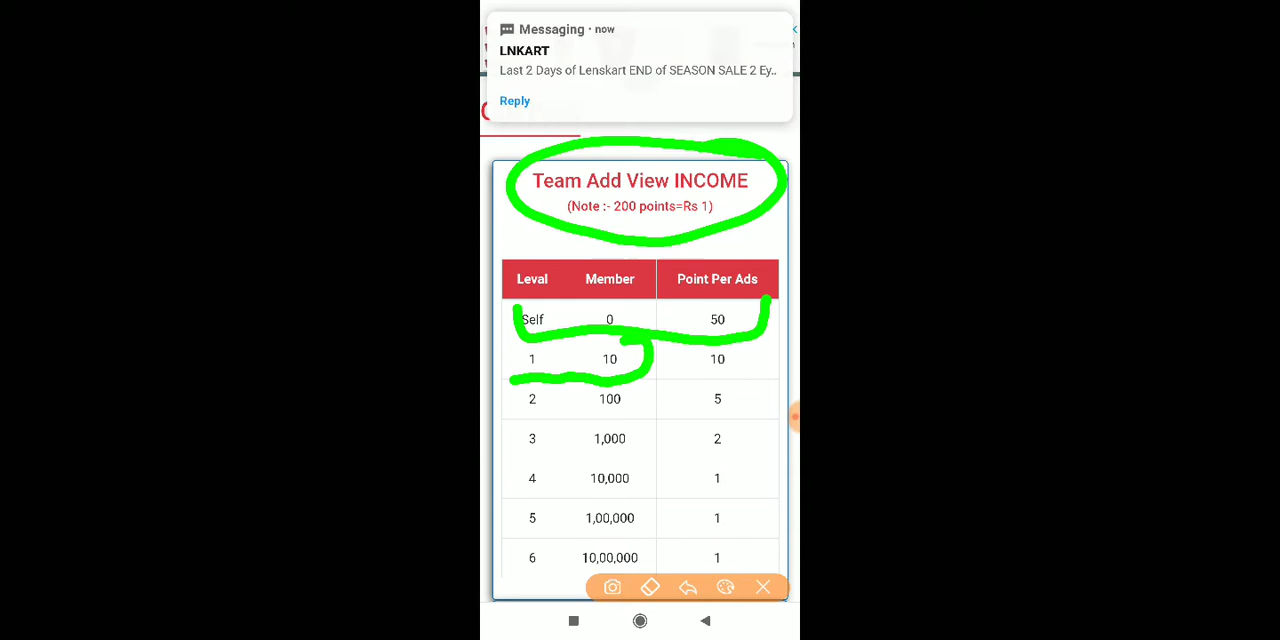 Messaging • now
LNKART
Last 2 Days of Lenskart END of SEASON SALE 2 Ey..
Reply
Team Add View INCOME
(Note :- 200 points=Rs 1)
Leval Member Point Per Ads
Self 0 50
1 10 10
2 100 5
3 1,000 2
4 10,000 1
5 1,00,000 1
6 10,00,000 1